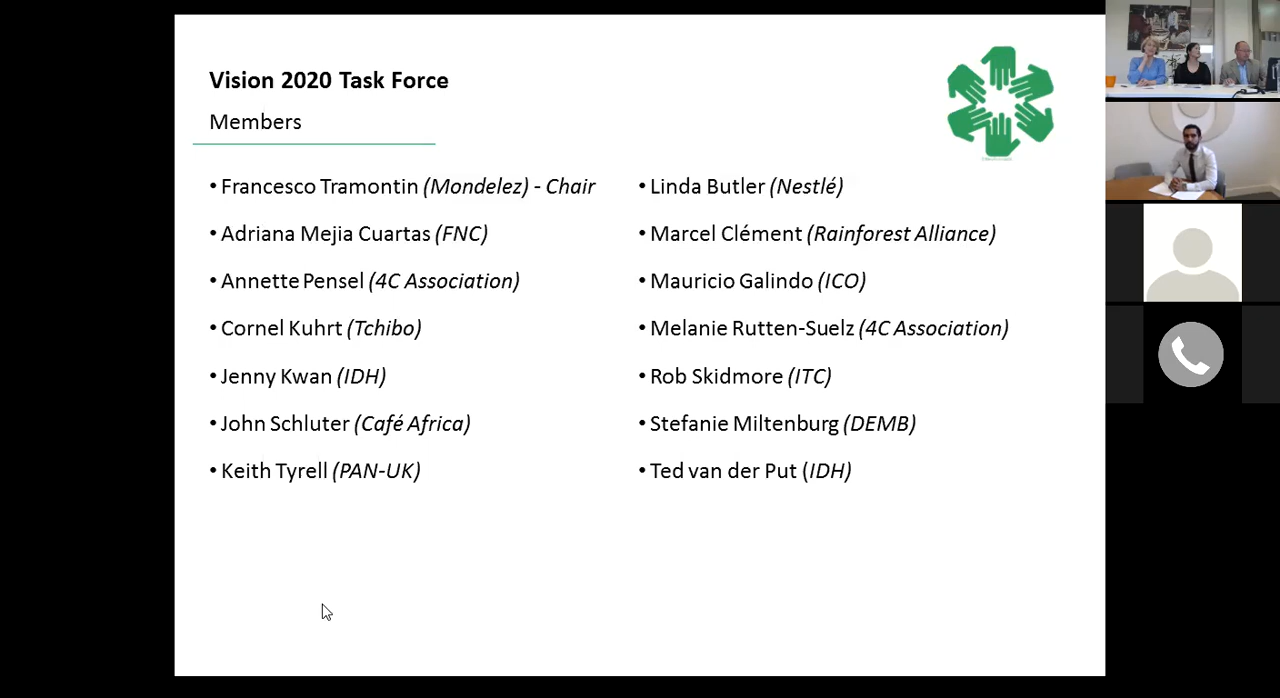 Vision 2020 Task Force
Members
• Francesco Tramontin (Mondelez) - Chair
• Adriana Mejia Cuartas (FNC)
• Annette Pensel (4C Association)
• Cornel Kuhrt (Tchibo)
• Jenny Kwan (IDH)
• John Schluter (Café Africa)
• Keith Tyrell (PAN-UK)
• Linda Butler (Nestlé)
• Marcel Clément (Rainforest Alliance)
• Mauricio Galindo (ICO)
• Melanie Rutten-Suelz (4C Association)
• Rob Skidmore (ITC)
• Stefanie Miltenburg (DEMB)
• Ted van der Put (IDH)